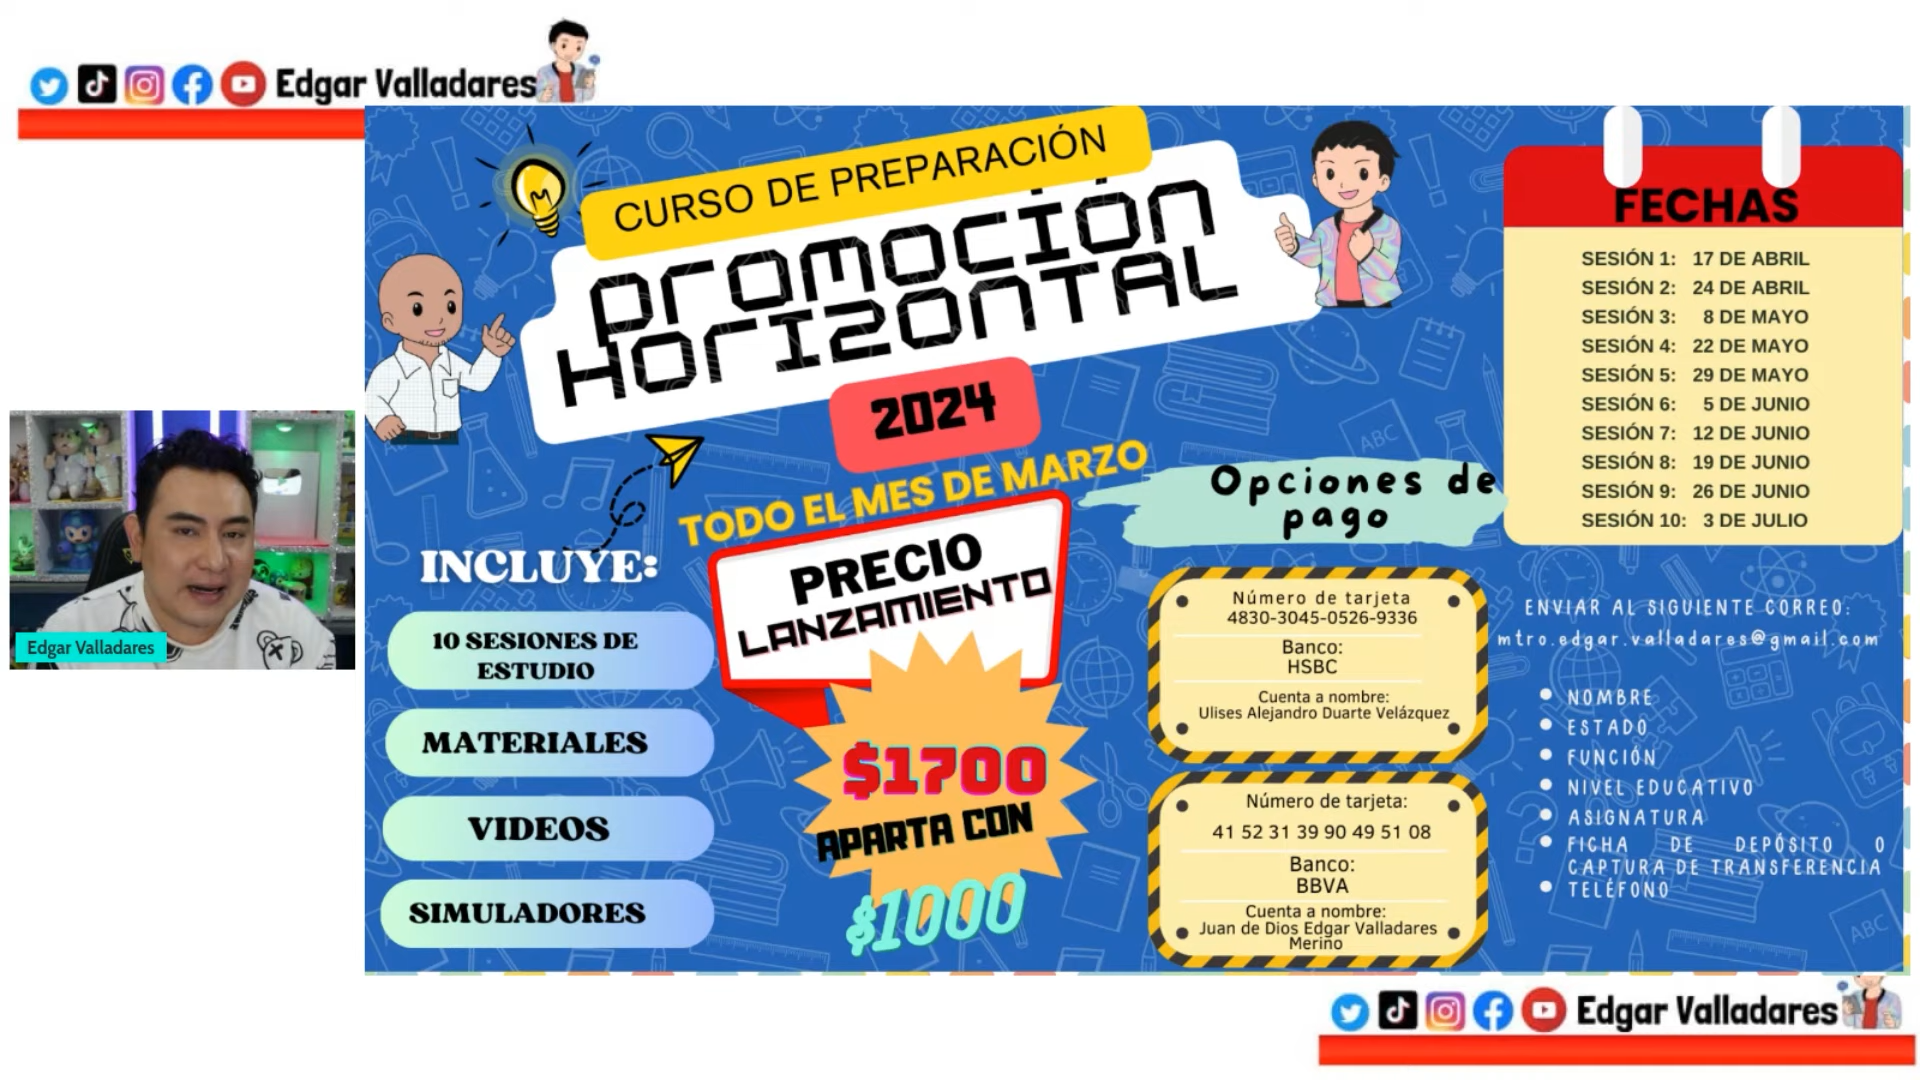 Edgar Valladares
CURSO DE PREPARACIÓN
promoción
Horizontal
2024
TODO EL MES DE MARZO
PRECIO
LANZAMIENTO
$1700
APARTA CON
$1000
INCLUYE:
10 SESIONES DE
ESTUDIO
MATERIALES
VIDEOS
SIMULADORES
Opciones de
pago
Número de tarjeta
4830-3045-0526-9336
Banco:
HSBC
Cuenta a nombre:
Ulises Alejandro Duarte Velázquez
Número de tarjeta:
41 52 31 39 90 49 51 08
Banco:
BBVA
Cuenta a nombre:
Juan de Dios Edgar Valladares
Meriño
FECHAS
SESIÓN 1: 17 DE ABRIL
SESIÓN 2: 24 DE ABRIL
SESIÓN 3: 8 DE MAYO
SESIÓN 4: 22 DE MAYO
SESIÓN 5: 29 DE MAYO
SESIÓN 6: 5 DE JUNIO
SESIÓN 7: 12 DE JUNIO
SESIÓN 8: 19 DE JUNIO
SESIÓN 9: 26 DE JUNIO
SESIÓN 10: 3 DE JULIO
ENVIAR AL SIGUIENTE CORREO:
mtro.edgar.valladares@gmail.com
NOMBRE
ESTADO
FUNCIÓN
NIVEL EDUCATIVO
ASIGNATURA
FICHA DE DEPÓSITO O
CAPTURA DE TRANSFERENCIA
TELÉFONO
ABC
ABC
Edgar Valladares
Edgar Valladares